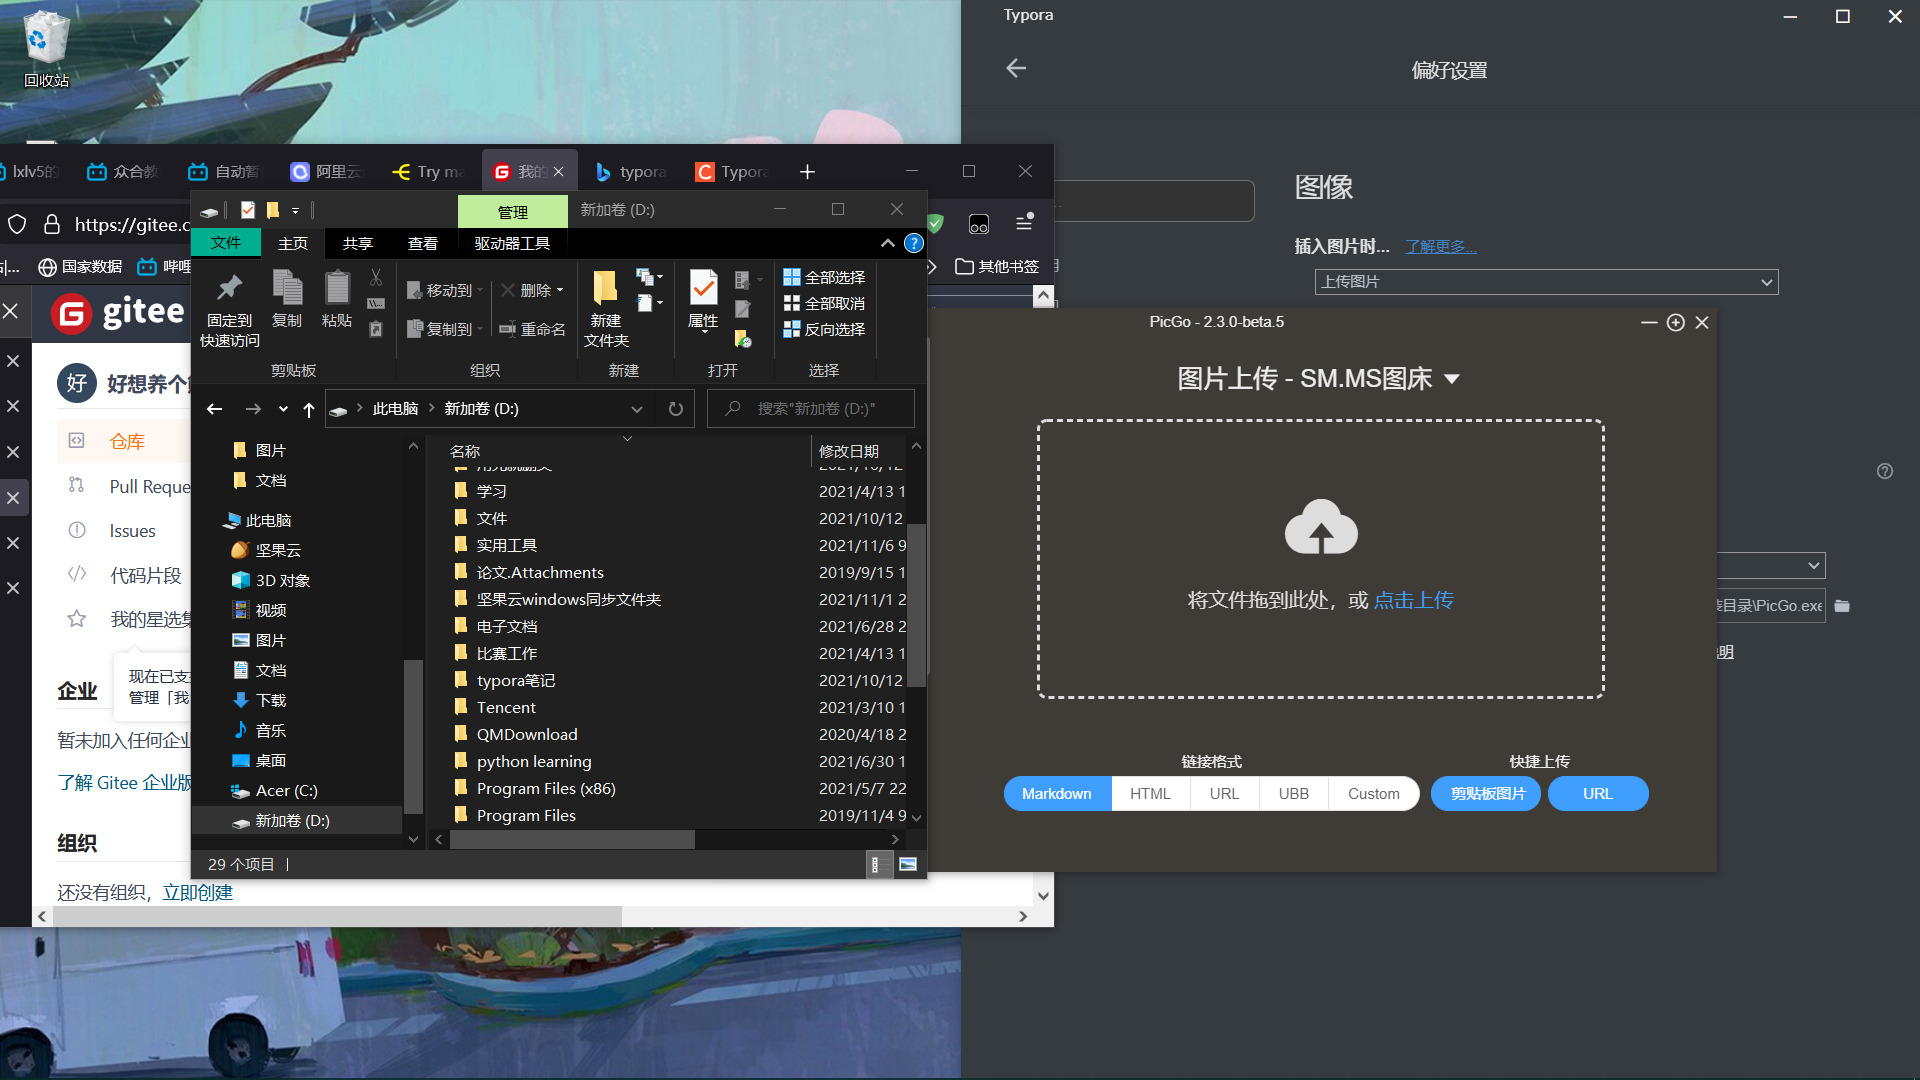 回收站
Typora
偏好设置
图像
插入图片时... 了解更多...
上传图片
目录\PicGo.exe
明
lxlv5的
众合教
自动暂
阿里云
Try ma
我的
typora
Typora
https://gitee.c
国家数据
哔哩
其他书签
gitee
好 好想养个
仓库
Pull Reque
Issues
代码片段
我的星选集
现在已支
管理「我
企业
暂未加入任何企业
了解 Gitee 企业版
组织
还没有组织，立即创建
管理
新加卷 (D:)
文件
主页
共享
查看
驱动器工具
固定到
快速访问
复制
粘贴
移动到
复制到
删除
重命名
新建
文件夹
属性
全部选择
全部取消
反向选择
剪贴板
组织
新建
打开
选择
此电脑
新加卷 (D:)
搜索"新加卷 (D:)"
图片
文档
此电脑
坚果云
3D 对象
视频
图片
文档
下载
音乐
桌面
Acer (C:)
新加卷 (D:)
名称
修改日期
学习 2021/4/13 1
文件 2021/10/12
实用工具 2021/11/6 9
论文.Attachments 2019/9/15 1
坚果云windows同步文件夹 2021/11/1 2
电子文档 2021/6/28 2
比赛工作 2021/4/13 1
typora笔记 2021/10/12
Tencent 2021/3/10 1
QMDownload 2020/4/18 2
python learning 2021/6/30 1
Program Files (x86) 2021/5/7 22
Program Files 2019/11/4 9
29 个项目
PicGo - 2.3.0-beta.5
图片上传 - SM.MS图床
将文件拖到此处，或 点击上传
链接格式
快捷上传
Markdown
HTML
URL
UBB
Custom
剪贴板图片
URL